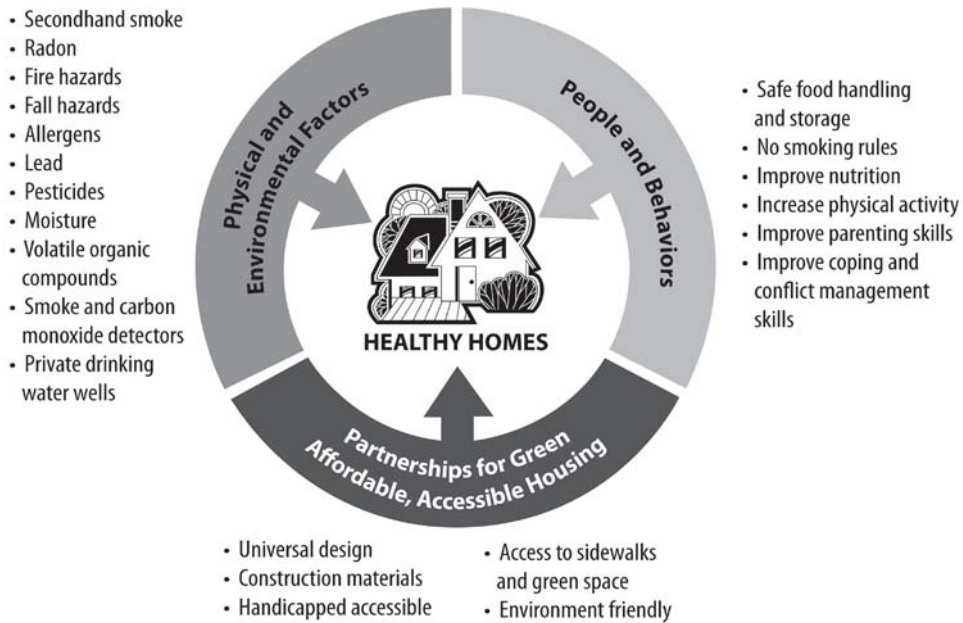 • Secondhand smoke
• Radon
• Fire hazards
• Fall hazards
• Allergens
• Lead
• Pesticides
• Moisture
• Volatile organic
compounds
• Smoke and carbon
monoxide detectors
• Private drinking
water wells
Physical and
Environmental Factors
People and Behaviors
• Safe food handling
and storage
• No smoking rules
• Improve nutrition
• Increase physical activity
• Improve parenting skills
• Improve coping and
conflict management
skills
HEALTHY HOMES
Partnerships for Green
Affordable, Accessible Housing
• Universal design
• Construction materials
• Handicapped accessible
• Access to sidewalks
and green space
• Environment friendly